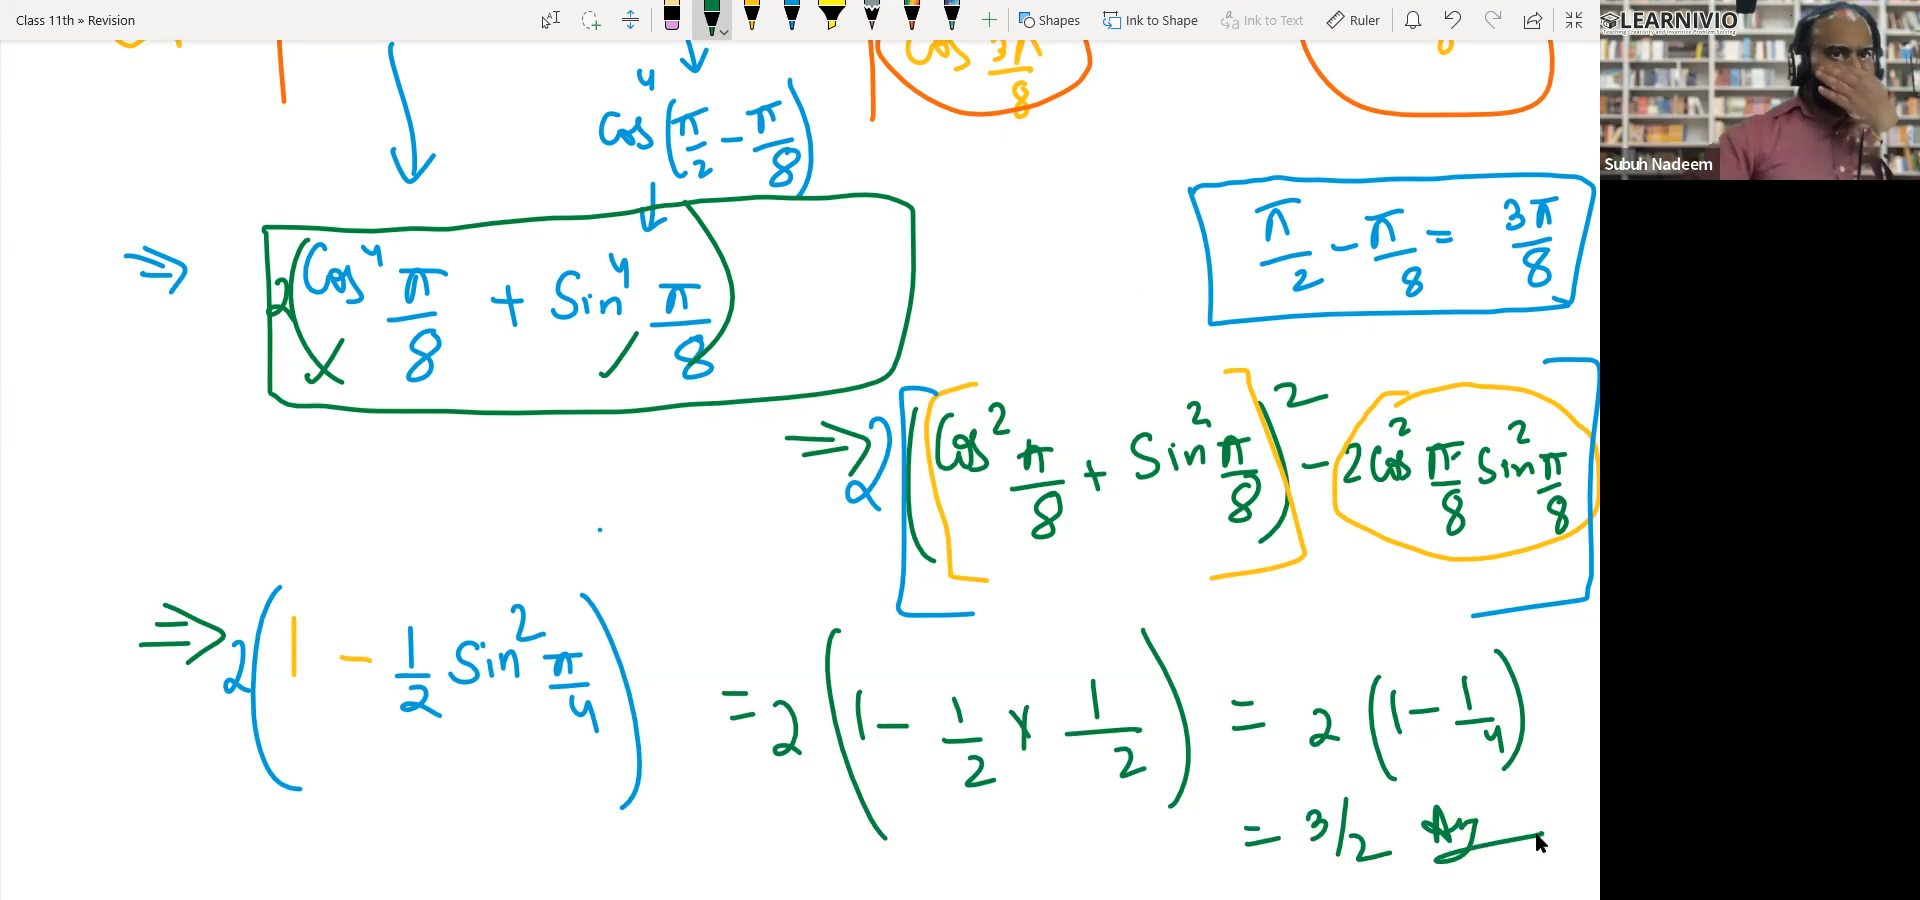 Class 11th » Revision
Shapes
Ink to Shape
Ink to Text
Ruler
LEARNIVIO
Subuh Nadeem
Cos 3π/8
Cos⁴(π/2 − π/8)
⇒ 2(Cos⁴ π/8 + Sin⁴ π/8)
π/2 − π/8 = 3π/8
⇒ 2[(Cos² π/8 + Sin² π/8)² − 2Cos² π/8 Sin² π/8]
⇒ 2(1 − 1/2 Sin² π/4) = 2(1 − 1/2 × 1/2) = 2(1 − 1/4)
= 3/2 Ans